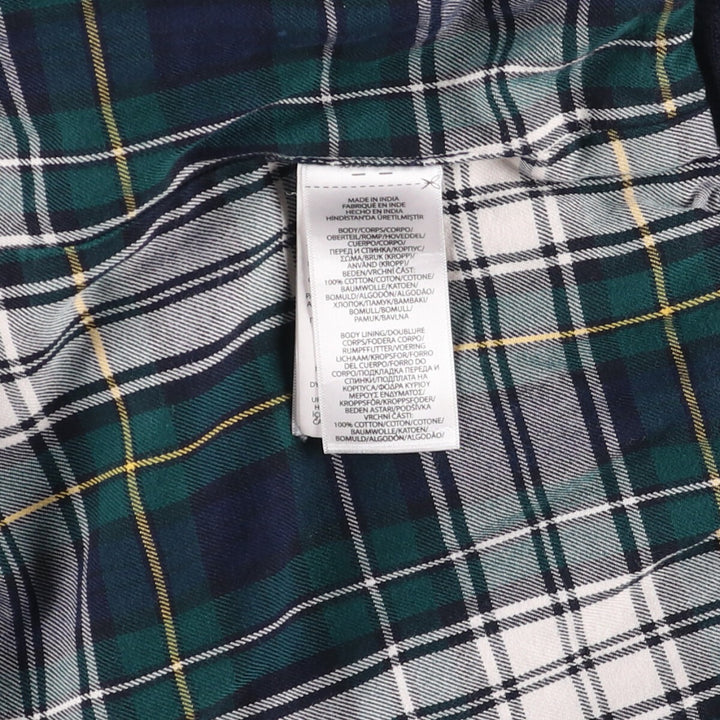 MADE IN INDIA
FABRIQUE EN INDE
HECHO EN INDIA
HINDISTAN'DA ÜRETILMIŞTIR
BODY/CORPS/CORPO/
OBERTEIL/ROMP/HOVEDDEL/
CUERPO/CORPO/
ПЕРЕД И СПИНКА/КОРПУС/
ΣΩΜΑ/BRUK (KROPP)/
ANVÄND (KROPP)/
BEDEN/VRCHNÍ ČÁST:
100% COTTON/COTON/COTONE/
BAUMWOLLE/KATOEN/
BOMULD/ALGODÓN/ALGODÃO/
ХЛОПОК/ΠΑΜΥΚ/BAMBAKI/
BOMULL/BOMULL/
PAMUK/BAVLNA
BODY LINING/DOUBLURE
CORPS/FODERA CORPO/
RUMPFFUTTER/VOERING
LICHAAM/KROPSFOR/FORRO
DEL CUERPO/FORRO DO
CORPO/ПОДКЛАДКА ПЕРЕДА И
СПИНКИ/ПОДПЛАТА НА
КОРПУСА/ΦΟΔΡΑ ΚΥΡΙΟΥ
ΜΕΡΟΥΣ ΕΝΔΥΜΑΤΟΣ/
KROPPSFÔR/KROPPSFODER/
BEDEN ASTARI/PODŠÍVKA
VRCHNÍ ČÁSTI:
100% COTTON/COTON/COTONE/
BAUMWOLLE/KATOEN/
BOMULD/ALGODÓN/ALGODÃO/